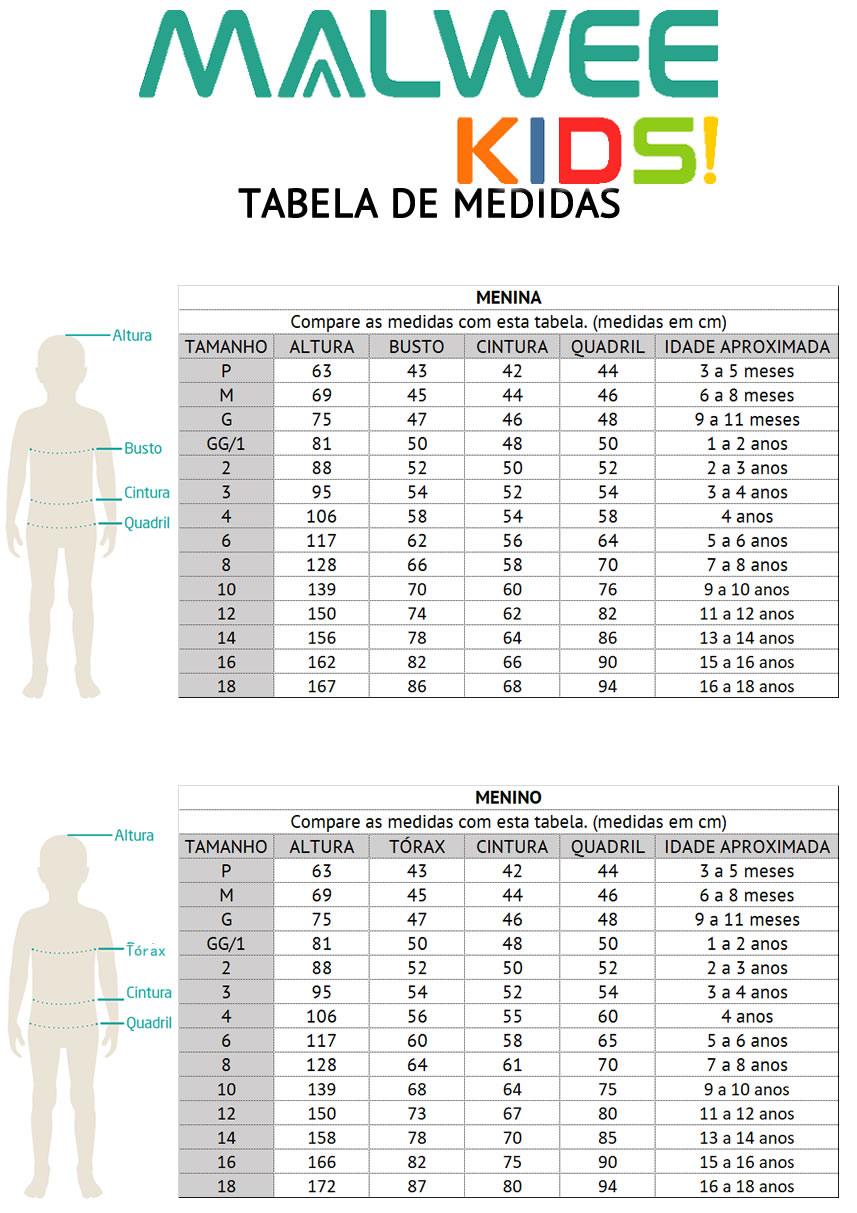 MALWEE
KIDS!
TABELA DE MEDIDAS
MENINA
Compare as medidas com esta tabela. (medidas em cm)
TAMANHO ALTURA BUSTO CINTURA QUADRIL IDADE APROXIMADA
P 63 43 42 44 3 a 5 meses
M 69 45 44 46 6 a 8 meses
G 75 47 46 48 9 a 11 meses
GG/1 81 50 48 50 1 a 2 anos
2 88 52 50 52 2 a 3 anos
3 95 54 52 54 3 a 4 anos
4 106 58 54 58 4 anos
6 117 62 56 64 5 a 6 anos
8 128 66 58 70 7 a 8 anos
10 139 70 60 76 9 a 10 anos
12 150 74 62 82 11 a 12 anos
14 156 78 64 86 13 a 14 anos
16 162 82 66 90 15 a 16 anos
18 167 86 68 94 16 a 18 anos
Altura
Busto
Cintura
Quadril
MENINO
Compare as medidas com esta tabela. (medidas em cm)
TAMANHO ALTURA TÓRAX CINTURA QUADRIL IDADE APROXIMADA
P 63 43 42 44 3 a 5 meses
M 69 45 44 46 6 a 8 meses
G 75 47 46 48 9 a 11 meses
GG/1 81 50 48 50 1 a 2 anos
2 88 52 50 52 2 a 3 anos
3 95 54 52 54 3 a 4 anos
4 106 56 55 60 4 anos
6 117 60 58 65 5 a 6 anos
8 128 64 61 70 7 a 8 anos
10 139 68 64 75 9 a 10 anos
12 150 73 67 80 11 a 12 anos
14 158 78 70 85 13 a 14 anos
16 166 82 75 90 15 a 16 anos
18 172 87 80 94 16 a 18 anos
Altura
Tórax
Cintura
Quadril